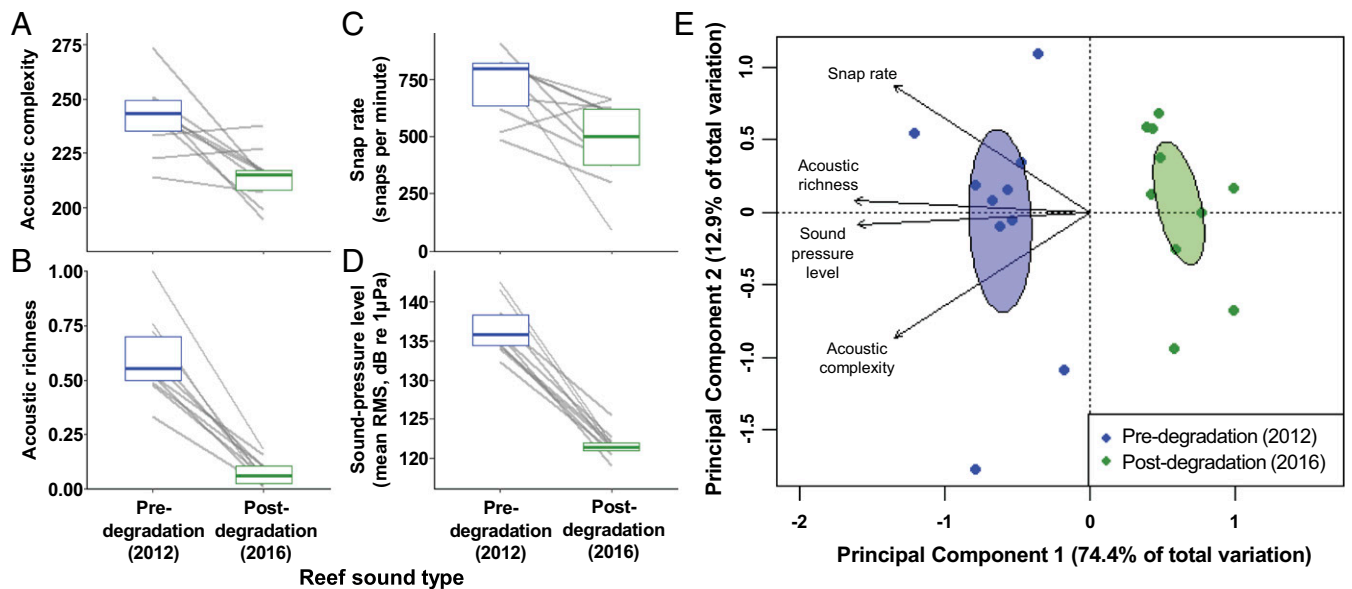 A
Acoustic complexity
275
250
225
200
B
Acoustic richness
1.00
0.75
0.50
0.25
0.00
Pre-
degradation
(2012)
Post-
degradation
(2016)
C
Snap rate
(snaps per minute)
750
500
250
0
D
Sound-pressure level
(mean RMS, dB re 1µPa)
140
135
130
125
120
Pre-
degradation
(2012)
Post-
degradation
(2016)
Reef sound type
E
Principal Component 2 (12.9% of total variation)
1.0
0.5
0
-0.5
-1.0
-1.5
Snap rate
Acoustic
richness
Sound
pressure
level
Acoustic
complexity
Pre-degradation (2012)
Post-degradation (2016)
-2
-1
0
1
Principal Component 1 (74.4% of total variation)